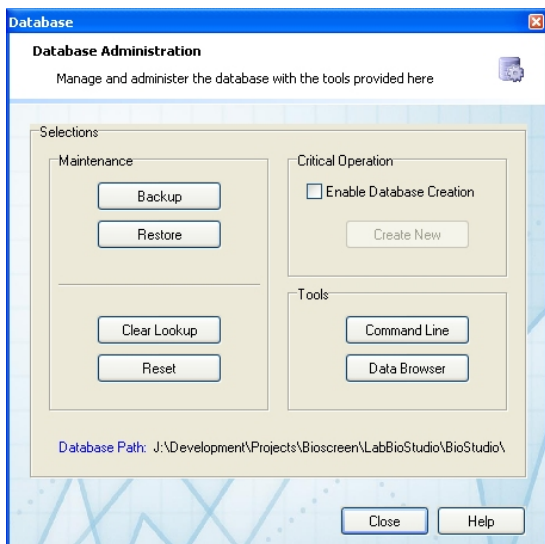 Database
Database Administration
Manage and administer the database with the tools provided here
Selections
Maintenance
Backup
Restore
Clear Lookup
Reset
Critical Operation
Enable Database Creation
Create New
Tools
Command Line
Data Browser
Database Path: J:\Development\Projects\Bioscreen\LabBioStudio\BioStudio\
Close
Help